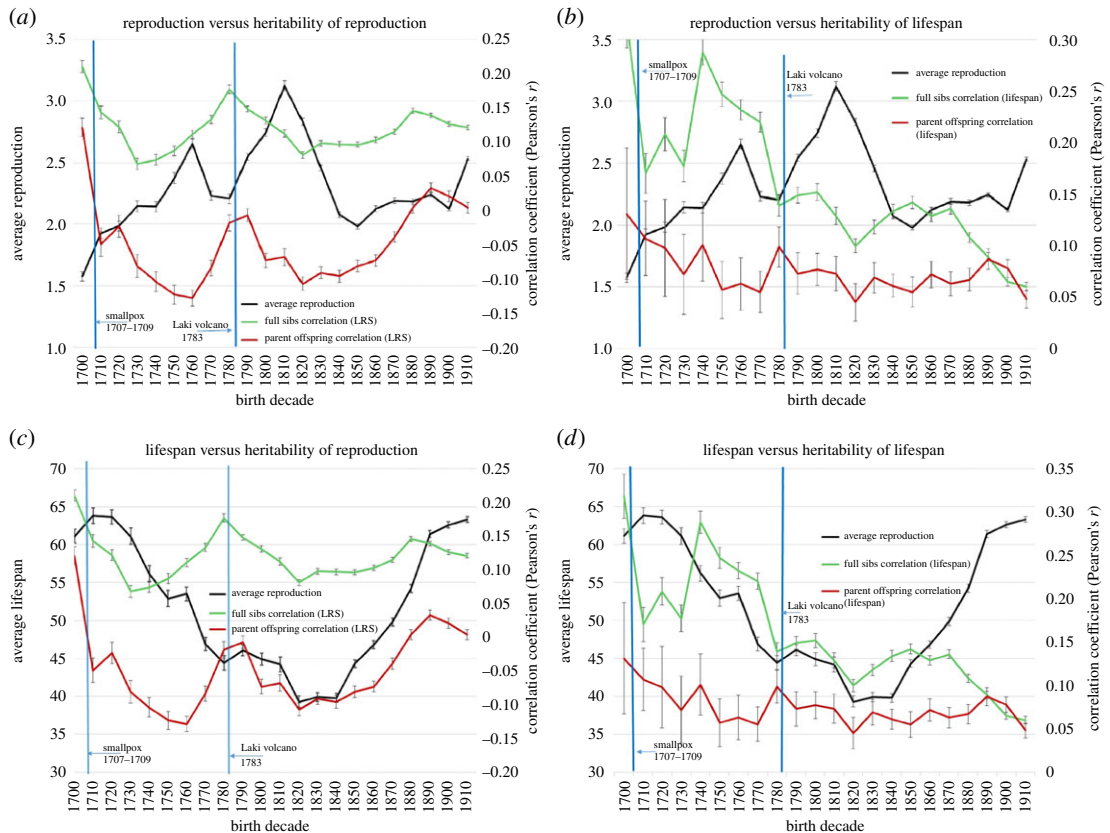 (a)
reproduction versus heritability of reproduction
3.5
3.0
2.5
2.0
1.5
1.0
average reproduction
0.25
0.20
0.15
0.10
0.05
0
–0.05
–0.10
–0.15
–0.20
correlation coefficient (Pearson's r)
smallpox
1707–1709
Laki volcano
1783
average reproduction
full sibs correlation (LRS)
parent offspring correlation (LRS)
1700 1710 1720 1730 1740 1750 1760 1770 1780 1790 1800 1810 1820 1830 1840 1850 1860 1870 1880 1890 1900 1910
birth decade
(b)
reproduction versus heritability of lifespan
3.5
3.0
2.5
2.0
1.5
1.0
average reproduction
0.30
0.25
0.20
0.15
0.10
0.05
0
correlation coefficient (Pearson's r)
smallpox
1707–1709
Laki volcano
1783
average reproduction
full sibs correlation (lifespan)
parent offspring correlation
(lifespan)
1700 1710 1720 1730 1740 1750 1760 1770 1780 1790 1800 1810 1820 1830 1840 1850 1860 1870 1880 1890 1900 1910
birth decade
(c)
lifespan versus heritability of reproduction
70
65
60
55
50
45
40
35
30
average lifespan
0.25
0.20
0.15
0.10
0.05
0
–0.05
–0.10
–0.15
–0.20
correlation coefficient (Pearson's r)
average reproduction
full sibs correlation (LRS)
parent offspring correlation (LRS)
smallpox
1707–1709
Laki volcano
1783
1700 1710 1720 1730 1740 1750 1760 1770 1780 1790 1800 1810 1820 1830 1840 1850 1860 1870 1880 1890 1900 1910
birth decade
(d)
lifespan versus heritability of lifespan
70
65
60
55
50
45
40
35
30
average lifespan
0.35
0.30
0.25
0.20
0.15
0.10
0.05
0
correlation coefficient (Pearson's r)
average reproduction
full sibs correlation (lifespan)
parent offspring correlation
(lifespan)
Laki volcano
1783
smallpox
1707–1709
1700 1710 1720 1730 1740 1750 1760 1770 1780 1790 1800 1810 1820 1830 1840 1850 1860 1870 1880 1890 1900 1910
birth decade